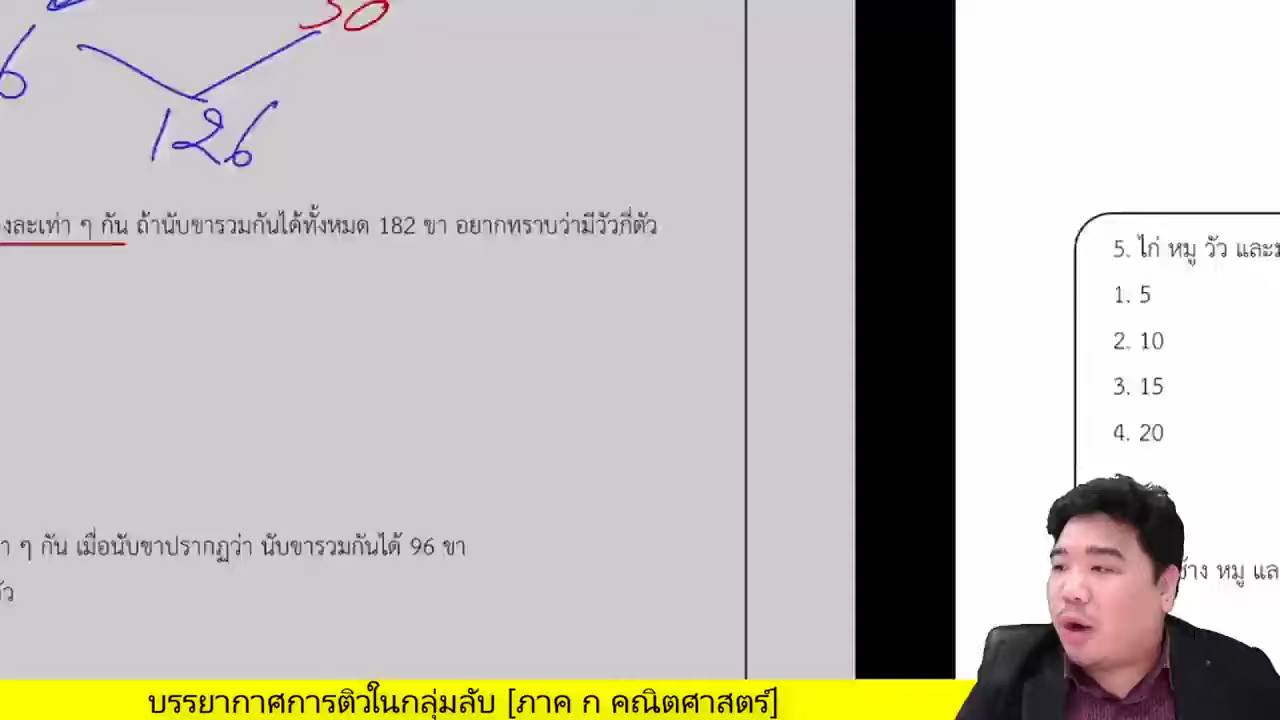 30
6
126
งละเท่า ๆ กัน ถ้านับขารวมกันได้ทั้งหมด 182 ขา อยากทราบว่ามีวัวกี่ตัว
า ๆ กัน เมื่อนับขาปรากฏว่า นับขารวมกันได้ 96 ขา
ตัว
5. ไก่ หมู วัว และ
1. 5
2. 10
3. 15
4. 20
ช้าง หมู แล
บรรยากาศการติวในกลุ่มลับ [ภาค ก คณิตศาสตร์]